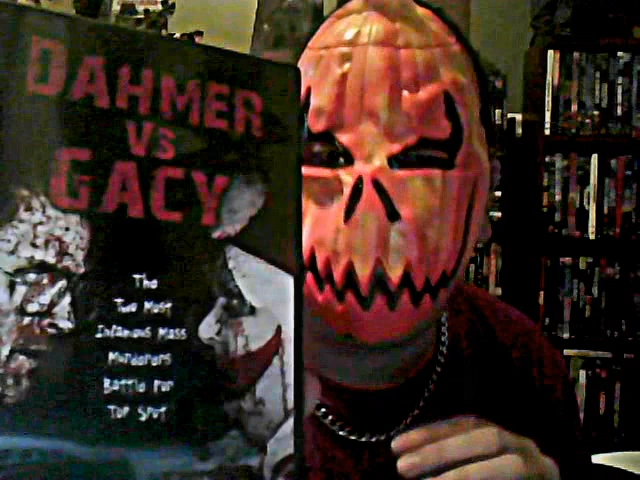 DAHMER
VS
GACY
The
Two Most
Infamous Mass
Murderers
Battle For
Top Spot